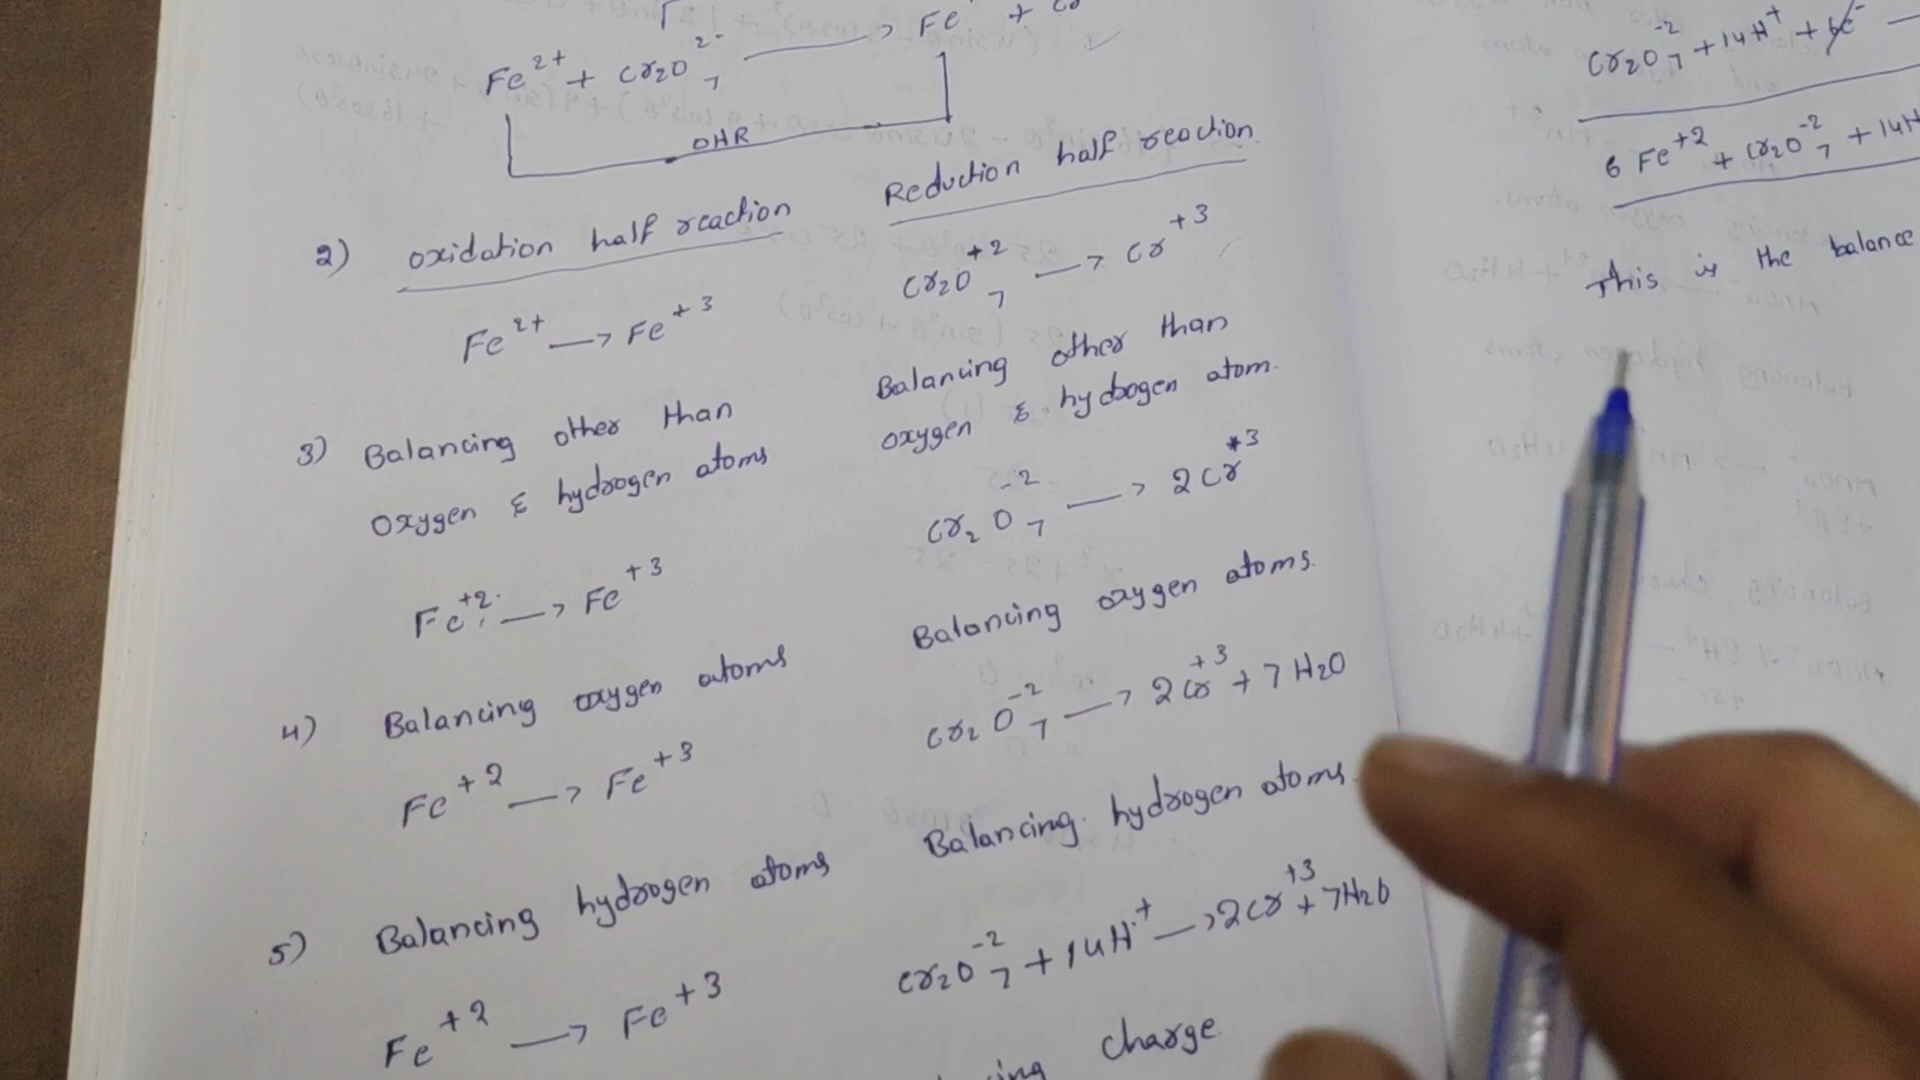 Fe + C
Fe²⁺ + Cr₂O₇²⁻ →
OHR
2) oxidation half reaction
Fe²⁺ → Fe⁺³
3) Balancing other than
Oxygen & hydrogen atoms
Fe⁺² → Fe⁺³
4) Balancing oxygen atoms
Fe⁺² → Fe⁺³
5) Balancing hydrogen atoms
Fe⁺² → Fe⁺³
Reduction half reaction
Cr₂O₇⁺² → Cr⁺³
Balancing other than
oxygen & hydrogen atom.
Cr₂O₇⁻² → 2Cr⁺³
Balancing oxygen atoms.
Cr₂O₇⁻² → 2Cr⁺³ + 7H₂O
Balancing hydrogen atoms.
Cr₂O₇⁻² + 14H⁺ → 2Cr⁺³ + 7H₂O
charge
Cr₂O₇⁻² + 14H⁺ + 6e⁻ —
6 Fe⁺² + Cr₂O₇⁻² + 14H
This is the balance